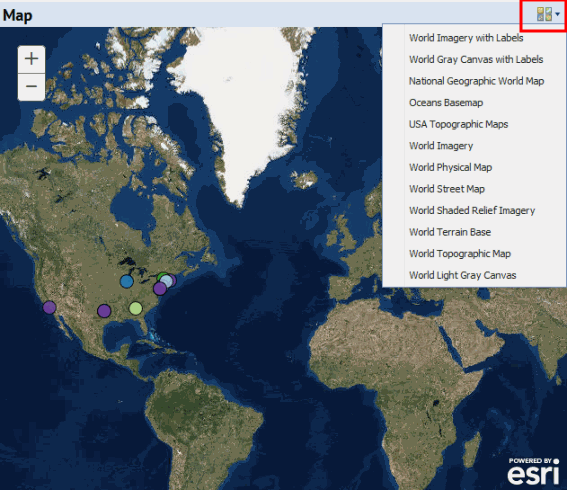 Map
+
−
World Imagery with Labels
World Gray Canvas with Labels
National Geographic World Map
Oceans Basemap
USA Topographic Maps
World Imagery
World Physical Map
World Street Map
World Shaded Relief Imagery
World Terrain Base
World Topographic Map
World Light Gray Canvas
POWERED BY
esri